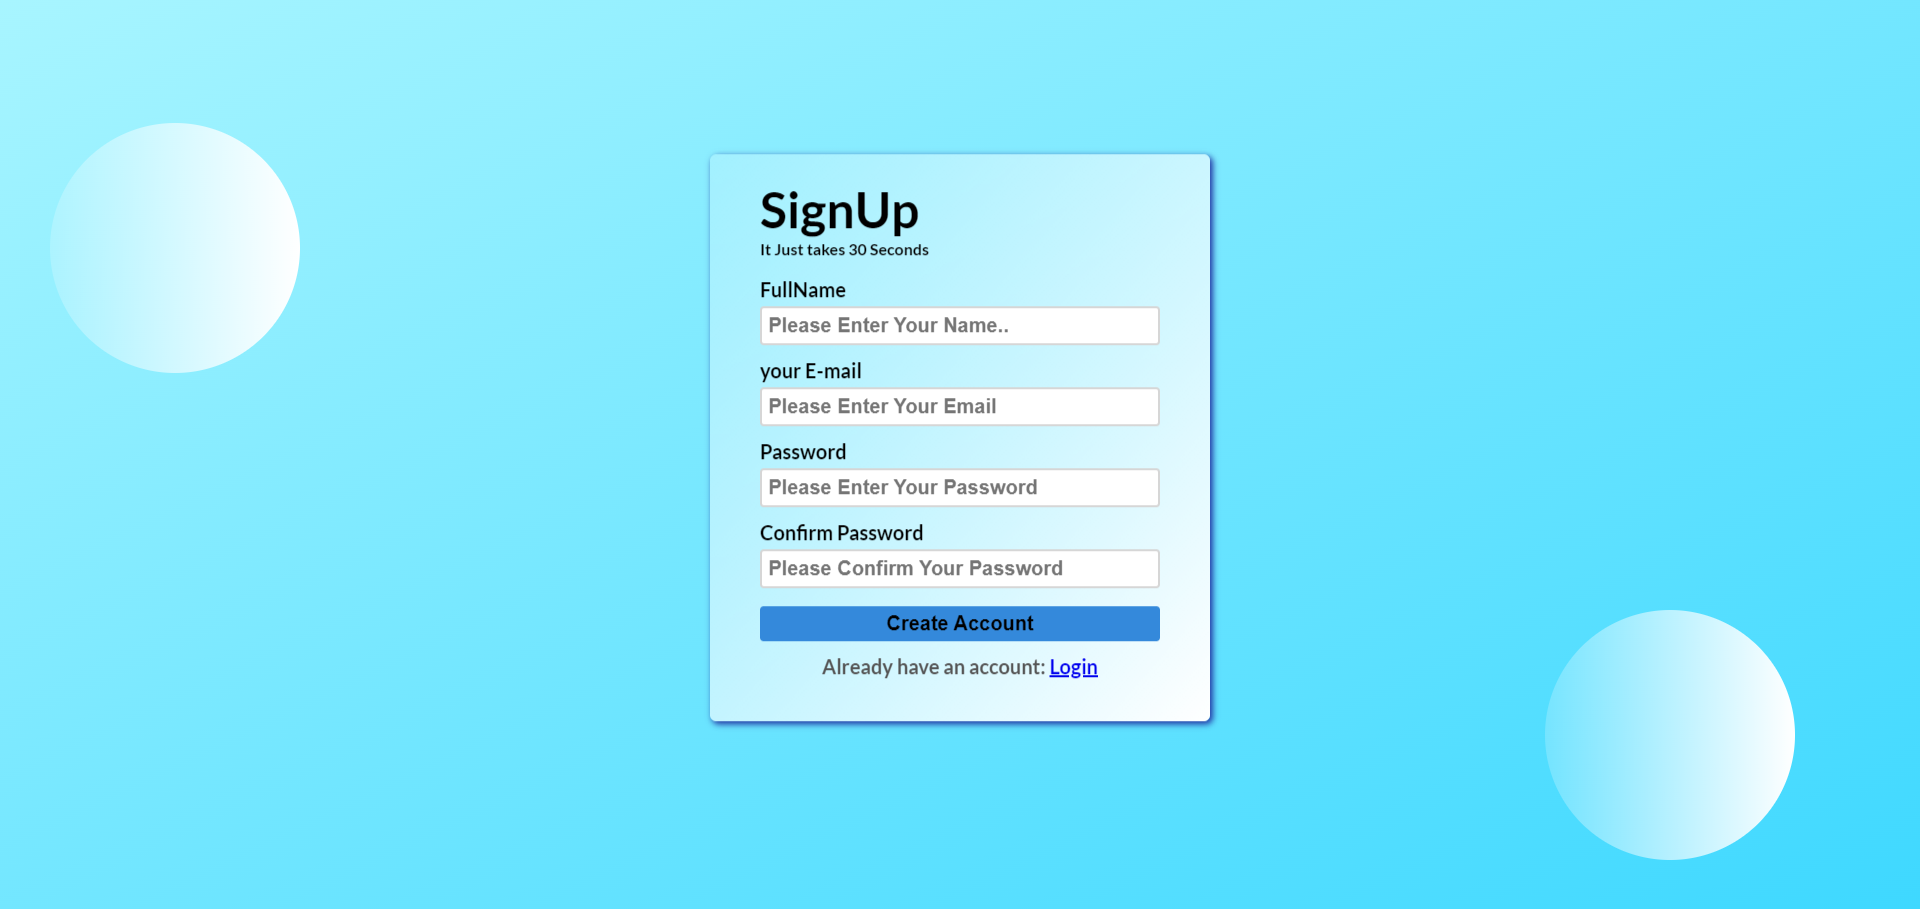 SignUp
It Just takes 30 Seconds
FullName
Please Enter Your Name..
your E-mail
Please Enter Your Email
Password
Please Enter Your Password
Confirm Password
Please Confirm Your Password
Create Account
Already have an account: Login